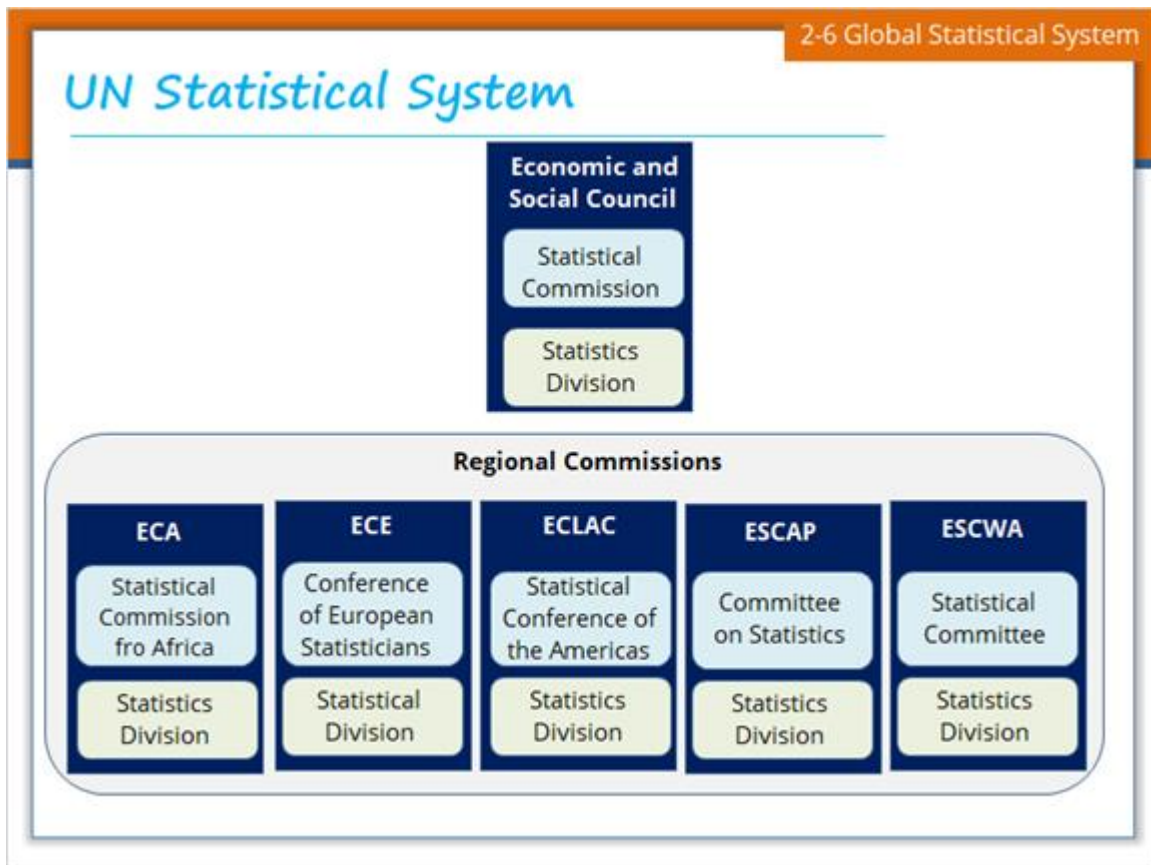 2-6 Global Statistical System
UN Statistical System
Economic and
Social Council
Statistical
Commission
Statistics
Division
Regional Commissions
ECA
Statistical
Commission
fro Africa
Statistics
Division
ECE
Conference
of European
Statisticians
Statistical
Division
ECLAC
Statistical
Conference of
the Americas
Statistics
Division
ESCAP
Committee
on Statistics
Statistics
Division
ESCWA
Statistical
Committee
Statistics
Division